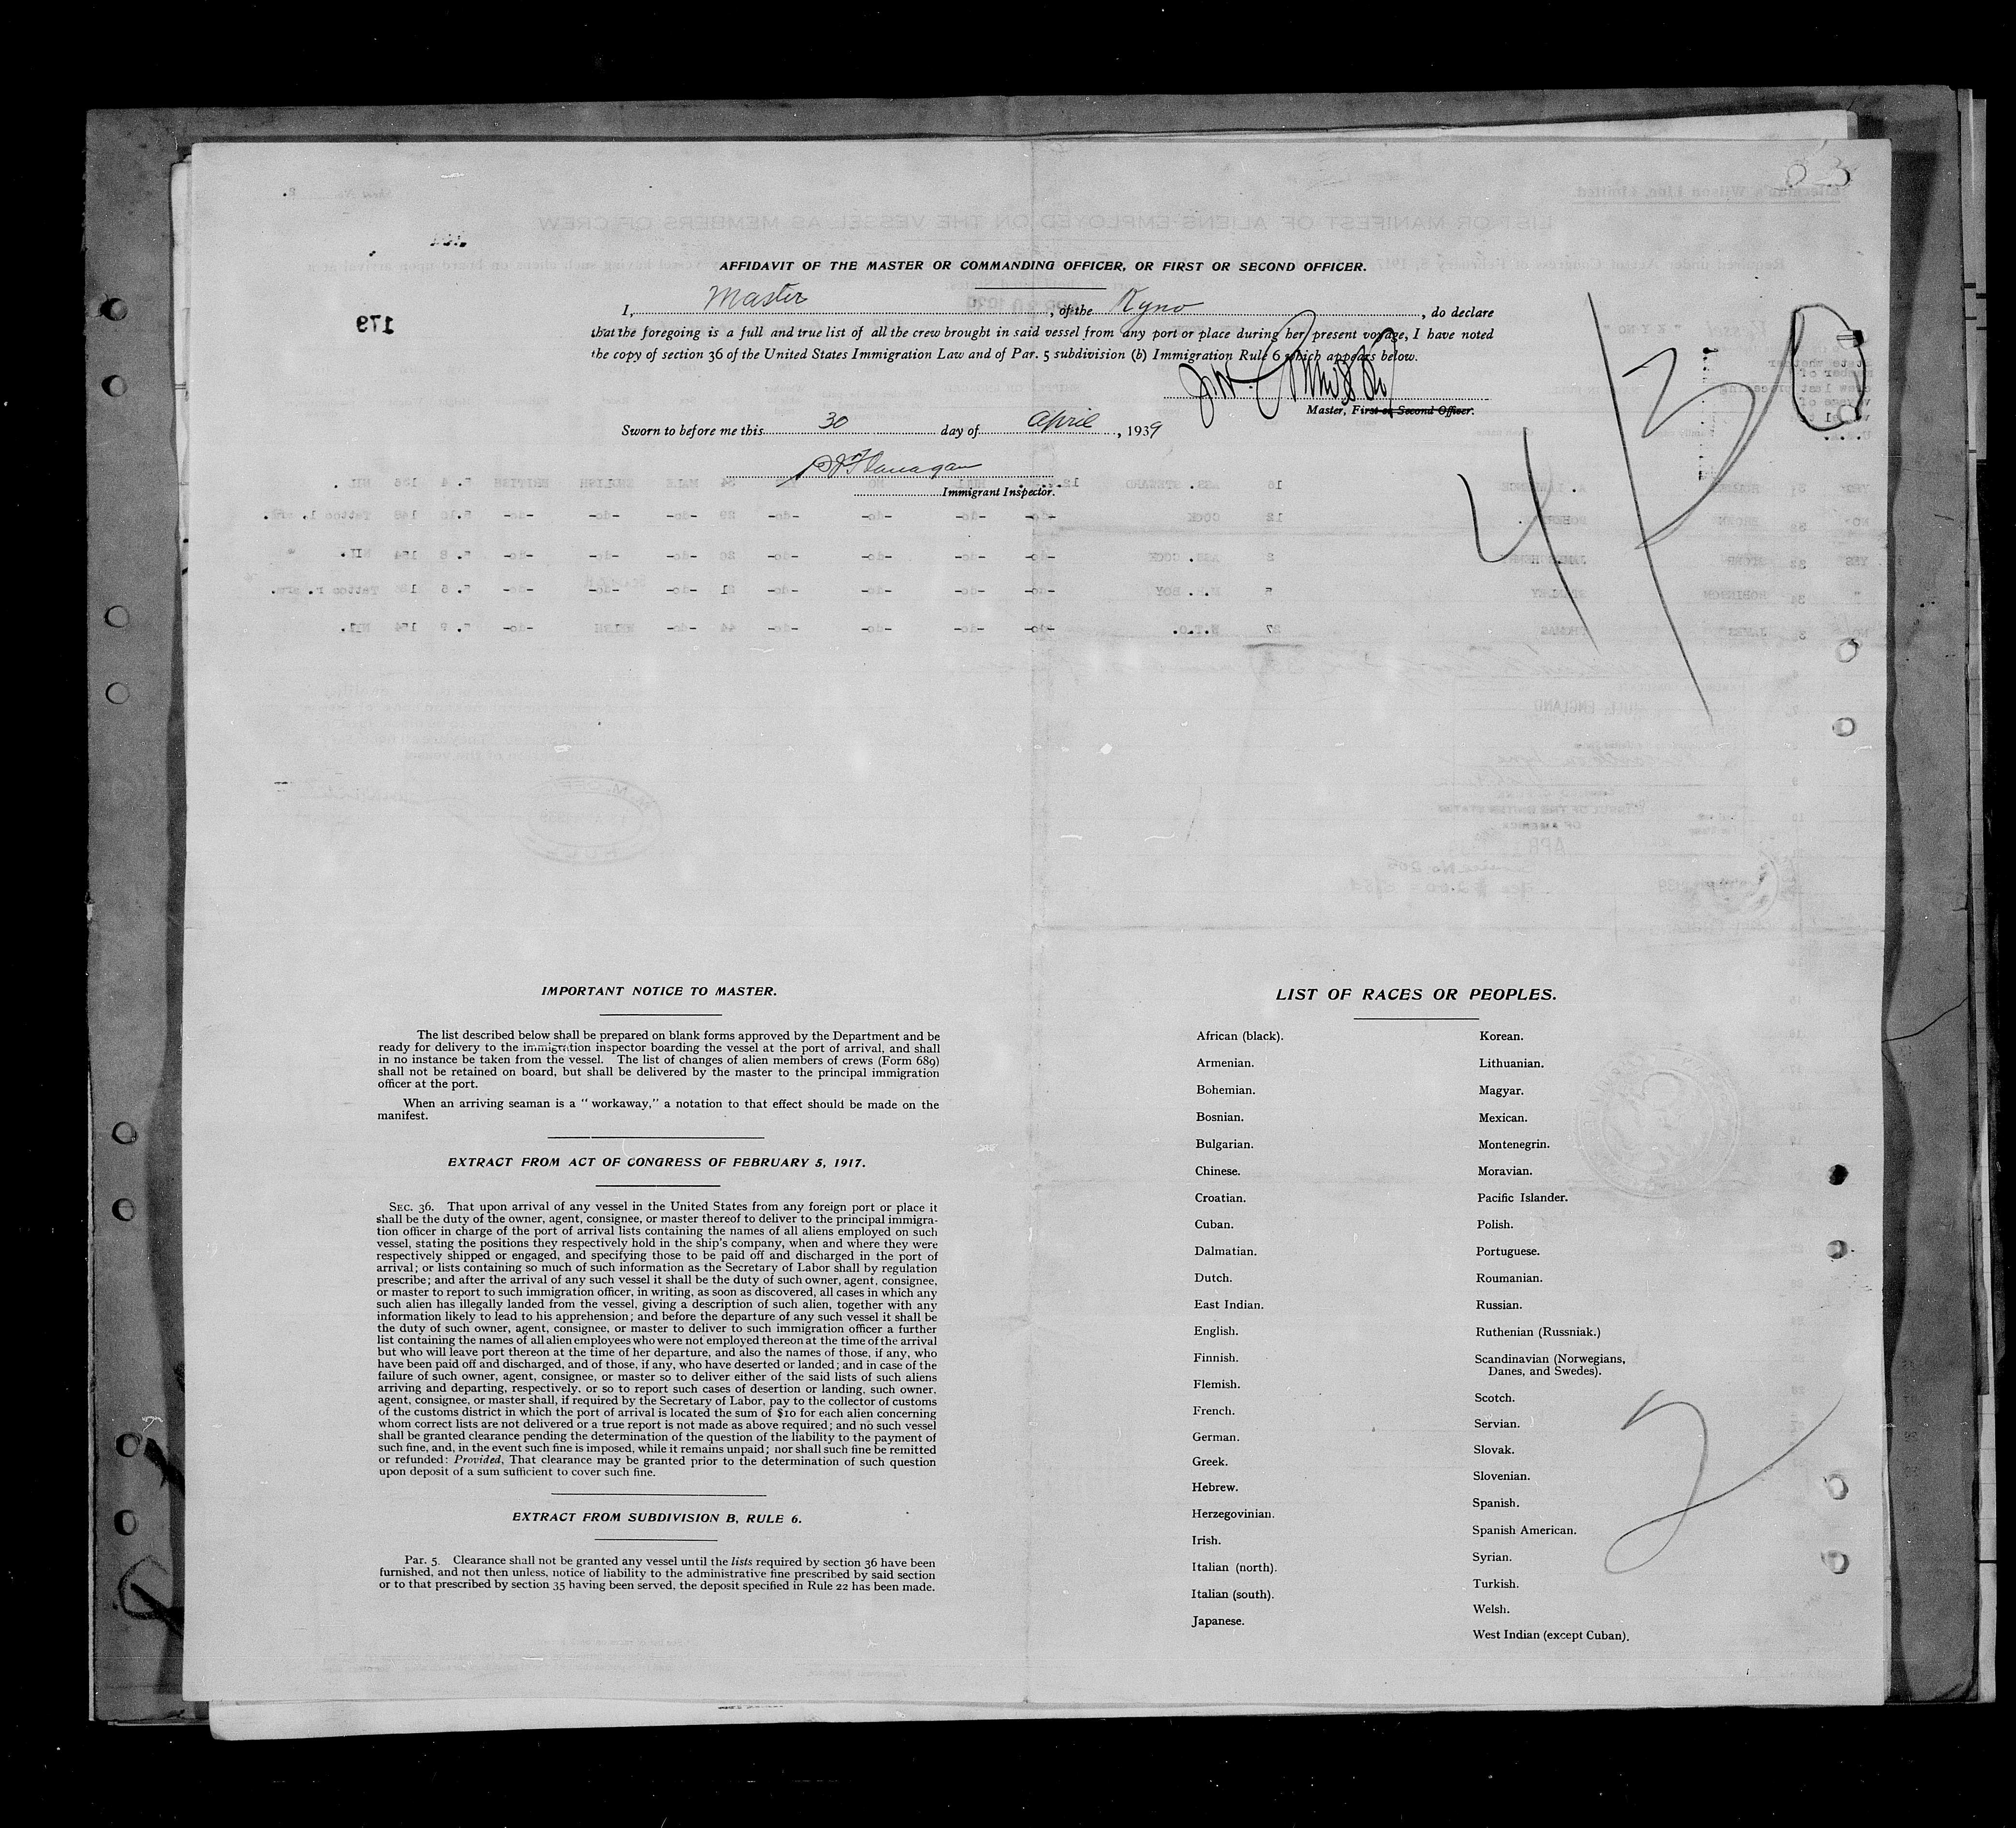 AFFIDAVIT OF THE MASTER OR COMMANDING OFFICER, OR FIRST OR SECOND OFFICER.
I, Master, of the Kyno, do declare
that the foregoing is a full and true list of all the crew brought in said vessel from any port or place during her present voyage, I have noted
the copy of section 36 of the United States Immigration Law and of Par. 5 subdivision (b) Immigration Rule 6 which appears below.
Master, First or Second Officer.
Sworn to before me this 30 day of April, 1939
Flanagan
Immigrant Inspector.
179
430
IMPORTANT NOTICE TO MASTER.
The list described below shall be prepared on blank forms approved by the Department and be
ready for delivery to the immigration inspector boarding the vessel at the port of arrival, and shall
in no instance be taken from the vessel. The list of changes of alien members of crews (Form 689)
shall not be retained on board, but shall be delivered by the master to the principal immigration
officer at the port.
When an arriving seaman is a "workaway," a notation to that effect should be made on the
manifest.
EXTRACT FROM ACT OF CONGRESS OF FEBRUARY 5, 1917.
SEC. 36. That upon arrival of any vessel in the United States from any foreign port or place it
shall be the duty of the owner, agent, consignee, or master thereof to deliver to the principal immigra-
tion officer in charge of the port of arrival lists containing the names of all aliens employed on such
vessel, stating the positions they respectively hold in the ship's company, when and where they were
respectively shipped or engaged, and specifying those to be paid off and discharged in the port of
arrival; or lists containing so much of such information as the Secretary of Labor shall by regulation
prescribe; and after the arrival of any such vessel it shall be the duty of such owner, agent, consignee,
or master to report to such immigration officer, in writing, as soon as discovered, all cases in which any
such alien has illegally landed from the vessel, giving a description of such alien, together with any
information likely to lead to his apprehension; and before the departure of any such vessel it shall be
the duty of such owner, agent, consignee, or master to deliver to such immigration officer a further
list containing the names of all alien employees who were not employed thereon at the time of the arrival
but who will leave port thereon at the time of her departure, and also the names of those, if any, who
have been paid off and discharged, and of those, if any, who have deserted or landed; and in case of the
failure of such owner, agent, consignee, or master so to deliver either of the said lists of such aliens
arriving and departing, respectively, or so to report such cases of desertion or landing, such owner,
agent, consignee, or master shall, if required by the Secretary of Labor, pay to the collector of customs
of the customs district in which the port of arrival is located the sum of $10 for each alien concerning
whom correct lists are not delivered or a true report is not made as above required; and no such vessel
shall be granted clearance pending the determination of the question of the liability to the payment of
such fine, and, in the event such fine is imposed, while it remains unpaid; nor shall such fine be remitted
or refunded: Provided, That clearance may be granted prior to the determination of such question
upon deposit of a sum sufficient to cover such fine.
EXTRACT FROM SUBDIVISION B, RULE 6.
Par. 5. Clearance shall not be granted any vessel until the lists required by section 36 have been
furnished, and not then unless, notice of liability to the administrative fine prescribed by said section
or to that prescribed by section 35 having been served, the deposit specified in Rule 22 has been made.
LIST OF RACES OR PEOPLES.
African (black).
Armenian.
Bohemian.
Bosnian.
Bulgarian.
Chinese.
Croatian.
Cuban.
Dalmatian.
Dutch.
East Indian.
English.
Finnish.
Flemish.
French.
German.
Greek.
Hebrew.
Herzegovinian.
Irish.
Italian (north).
Italian (south).
Japanese.
Korean.
Lithuanian.
Magyar.
Mexican.
Montenegrin.
Moravian.
Pacific Islander.
Polish.
Portuguese.
Roumanian.
Russian.
Ruthenian (Russniak.)
Scandinavian (Norwegians,
Danes, and Swedes).
Scotch.
Servian.
Slovak.
Slovenian.
Spanish.
Spanish American.
Syrian.
Turkish.
Welsh.
West Indian (except Cuban).
2